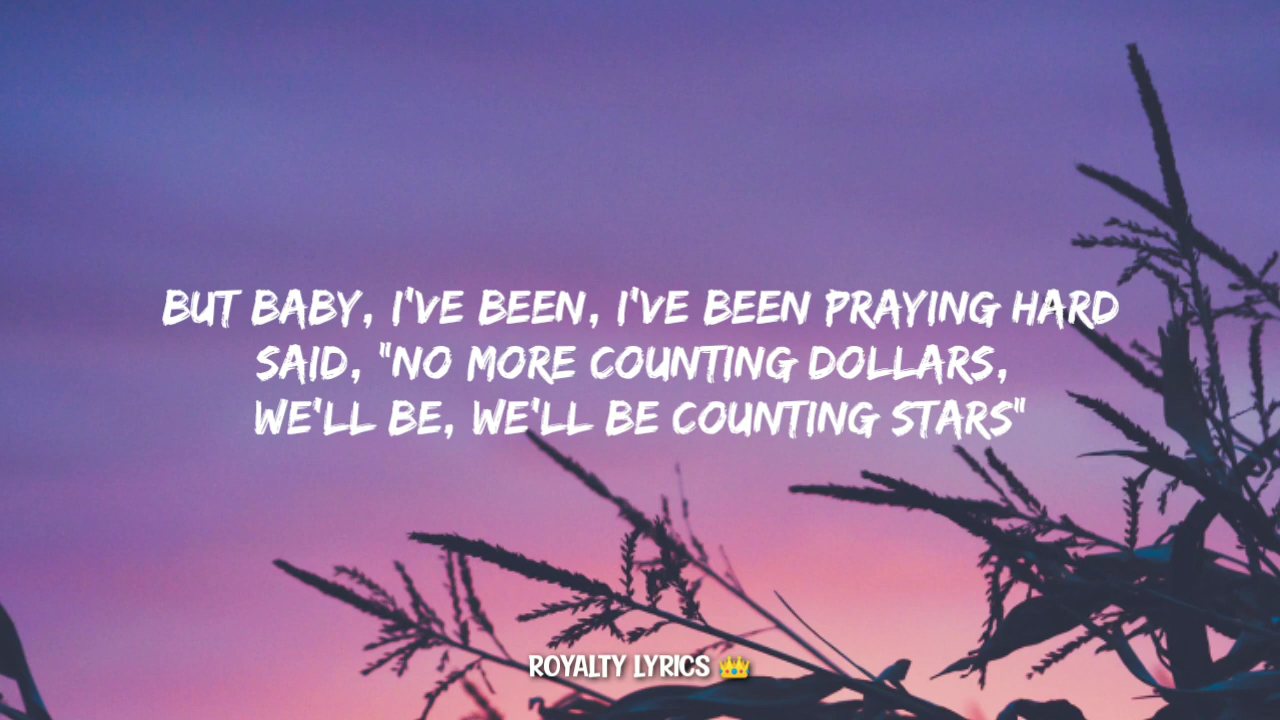 BUT BABY, I'VE BEEN, I'VE BEEN PRAYING HARD
SAID, "NO MORE COUNTING DOLLARS,
WE'LL BE, WE'LL BE COUNTING STARS"
ROYALTY LYRICS 👑